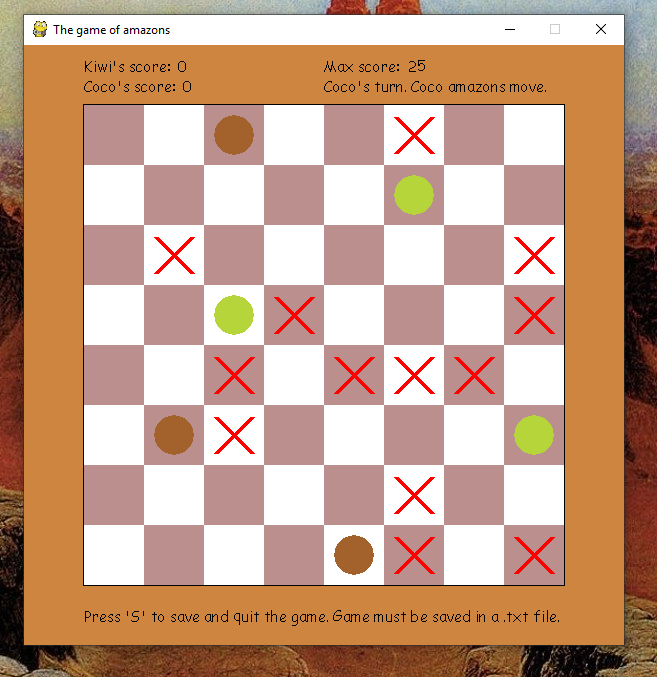 The game of amazons
Kiwi's score: 0 Max score: 25
Coco's score: 0 Coco's turn. Coco amazons move.
Press 'S' to save and quit the game. Game must be saved in a .txt file.